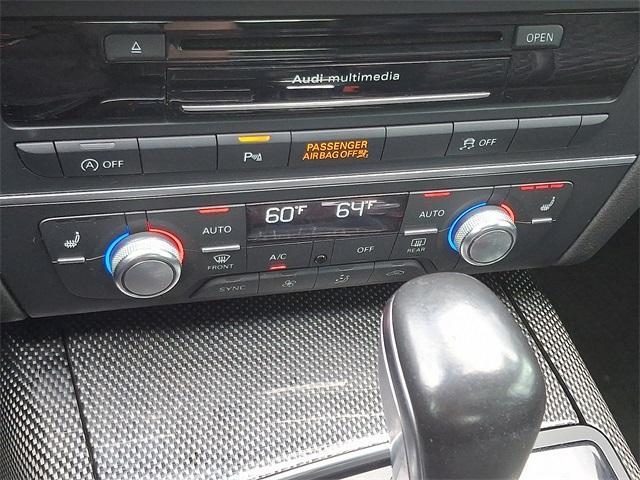 OPEN
Audi multimedia
A OFF
P
PASSENGER
AIRBAG OFF
OFF
60°F 64°F
AUTO AUTO
FRONT A/C OFF REAR
SYNC